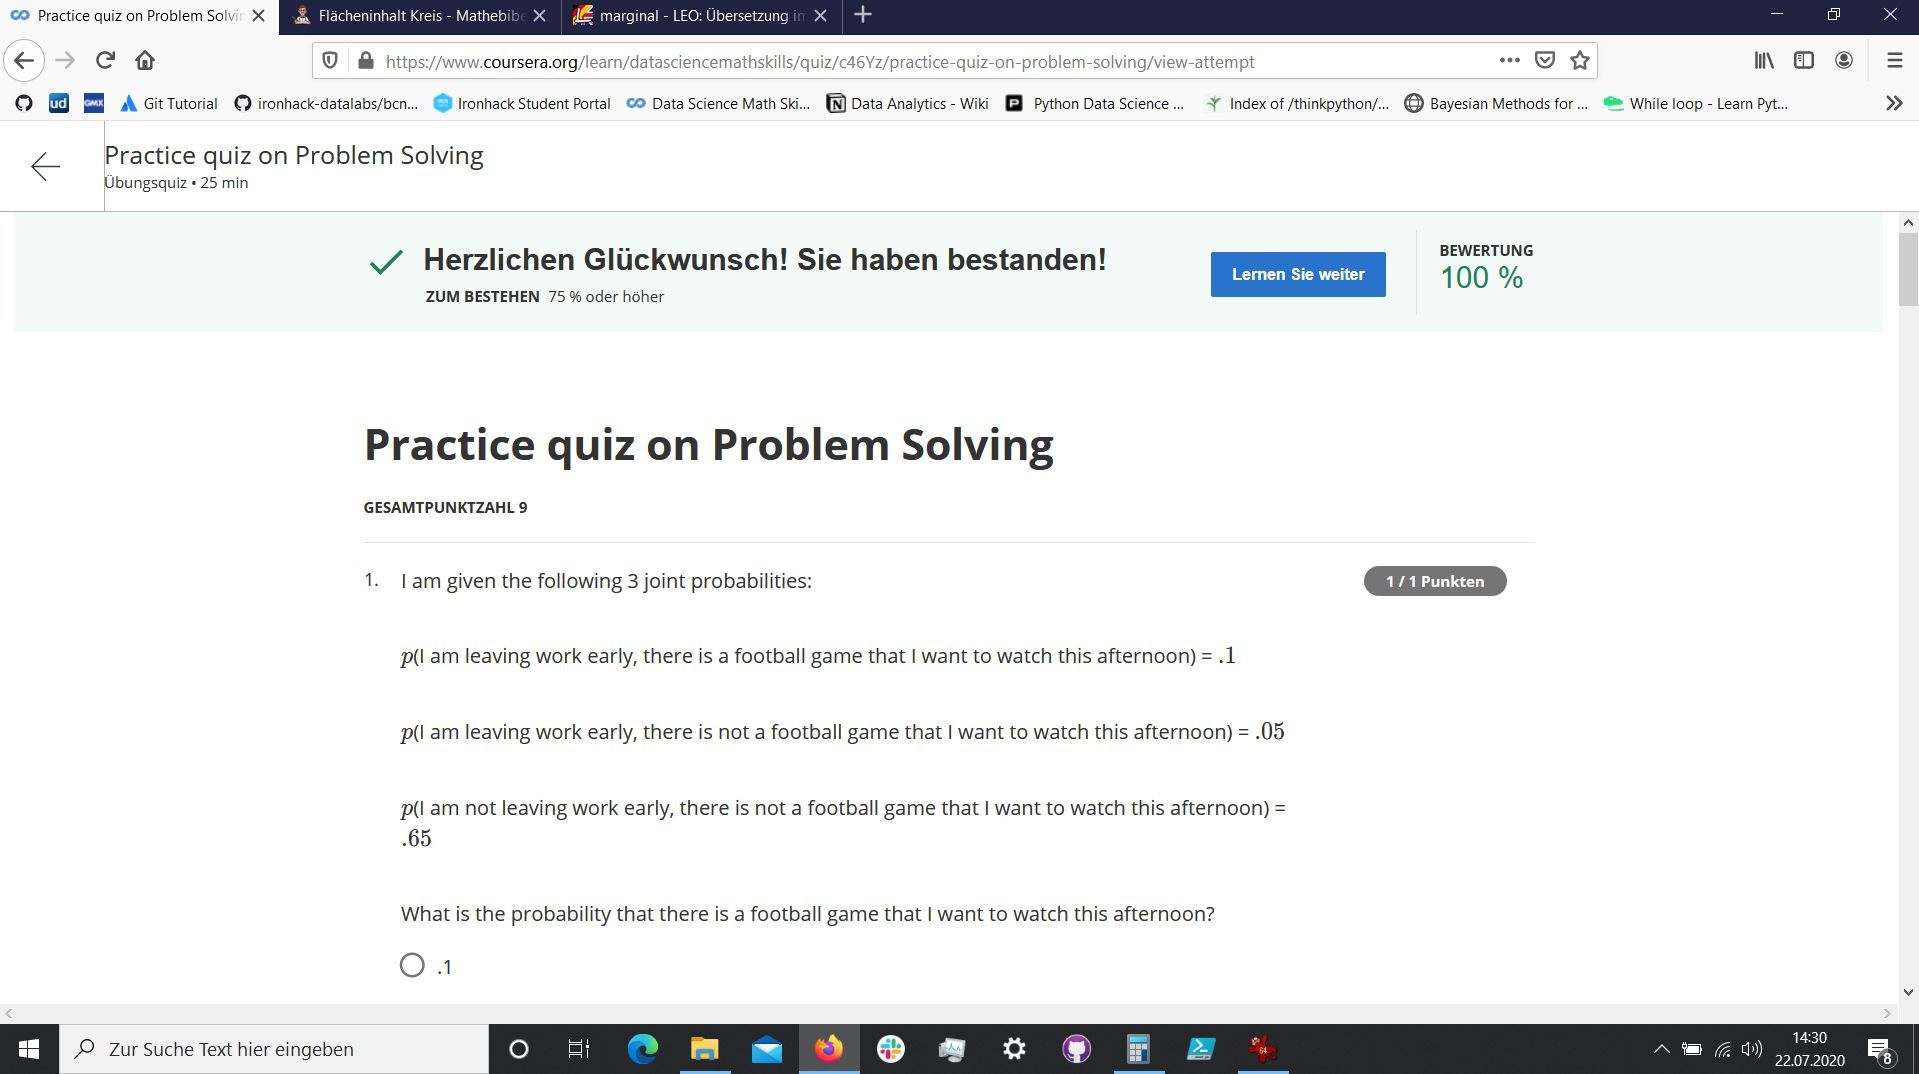 Practice quiz on Problem Solvin
Flächeninhalt Kreis - Mathebibe
marginal - LEO: Übersetzung im
https://www.coursera.org/learn/datasciencemathskills/quiz/c46Yz/practice-quiz-on-problem-solving/view-attempt
ud GMX Git Tutorial ironhack-datalabs/bcn... Ironhack Student Portal Data Science Math Ski... Data Analytics - Wiki Python Data Science ... Index of /thinkpython/... Bayesian Methods for ... While loop - Learn Pyt...
Practice quiz on Problem Solving
Übungsquiz • 25 min
Herzlichen Glückwunsch! Sie haben bestanden!
ZUM BESTEHEN 75 % oder höher
Lernen Sie weiter
BEWERTUNG
100 %
Practice quiz on Problem Solving
GESAMTPUNKTZAHL 9
1. I am given the following 3 joint probabilities:
1 / 1 Punkten
p(I am leaving work early, there is a football game that I want to watch this afternoon) = .1
p(I am leaving work early, there is not a football game that I want to watch this afternoon) = .05
p(I am not leaving work early, there is not a football game that I want to watch this afternoon) =
.65
What is the probability that there is a football game that I want to watch this afternoon?
.1
Zur Suche Text hier eingeben
64
14:30
22.07.2020
8